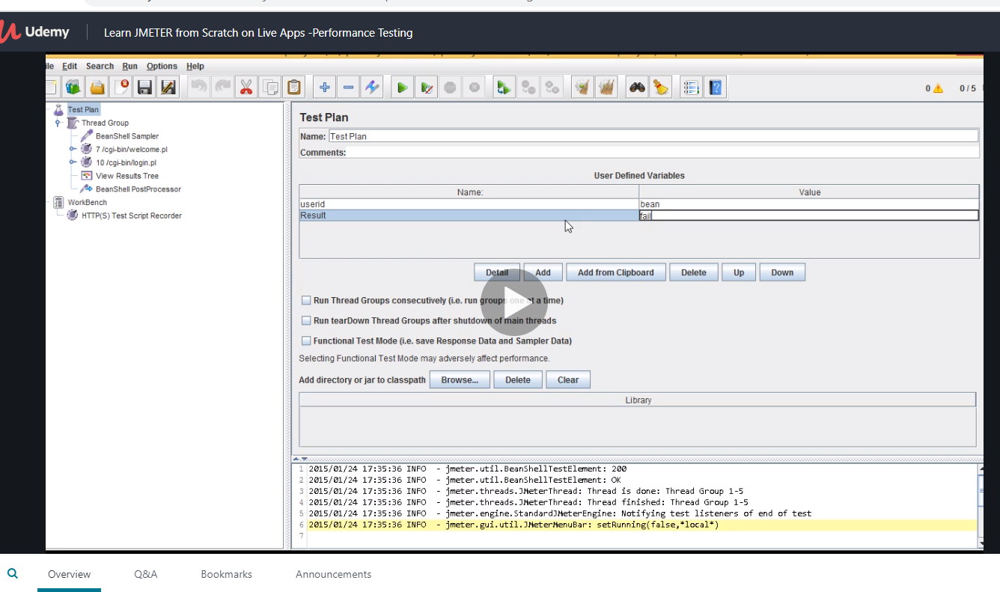 Udemy
Learn JMETER from Scratch on Live Apps -Performance Testing
Edit Search Run Options Help
0 0 / 5
Test Plan
Thread Group
BeanShell Sampler
7 /cgi-bin/welcome.pl
10 /cgi-bin/login.pl
View Results Tree
BeanShell PostProcessor
WorkBench
HTTP(S) Test Script Recorder
Test Plan
Name: Test Plan
Comments:
User Defined Variables
Name: Value
userid bean
Result fail
Detail Add Add from Clipboard Delete Up Down
Run Thread Groups consecutively (i.e. run groups one at a time)
Run tearDown Thread Groups after shutdown of main threads
Functional Test Mode (i.e. save Response Data and Sampler Data)
Selecting Functional Test Mode may adversely affect performance.
Add directory or jar to classpath Browse... Delete Clear
Library
1 2015/01/24 17:35:36 INFO - jmeter.util.BeanShellTestElement: 200
2 2015/01/24 17:35:36 INFO - jmeter.util.BeanShellTestElement: OK
3 2015/01/24 17:35:36 INFO - jmeter.threads.JMeterThread: Thread is done: Thread Group 1-5
4 2015/01/24 17:35:36 INFO - jmeter.threads.JMeterThread: Thread finished: Thread Group 1-5
5 2015/01/24 17:35:36 INFO - jmeter.engine.StandardJMeterEngine: Notifying test listeners of end of test
6 2015/01/24 17:35:36 INFO - jmeter.gui.util.JMeterMenuBar: setRunning(false,*local*)
7
Overview Q&A Bookmarks Announcements